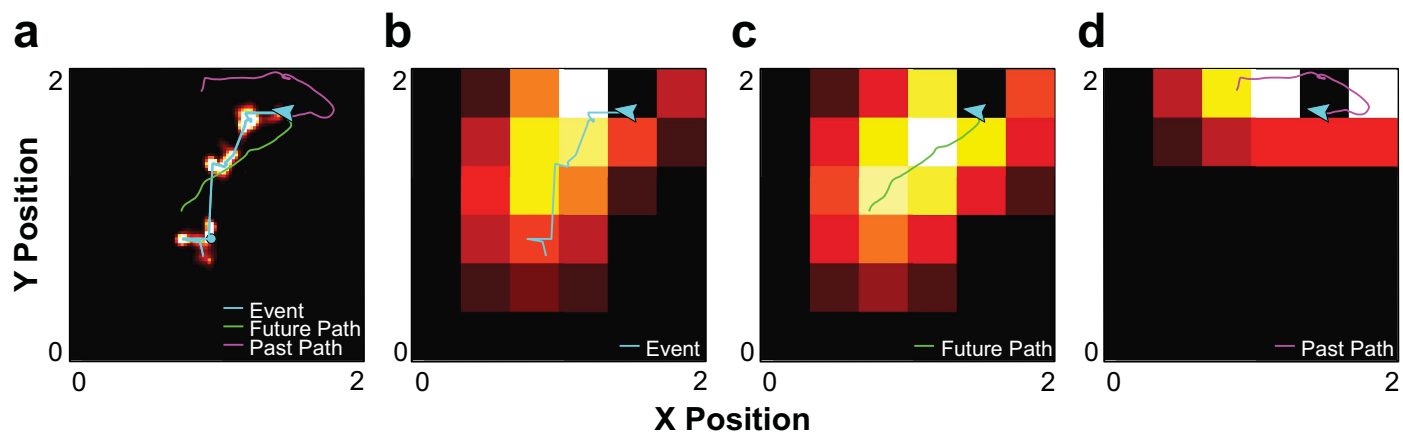 a b c d
Y Position
2 2 2 2
Event
Future Path
Past Path
Event
Future Path
Past Path
0 0 0 0
0 2 0 2 0 2 0 2
X Position